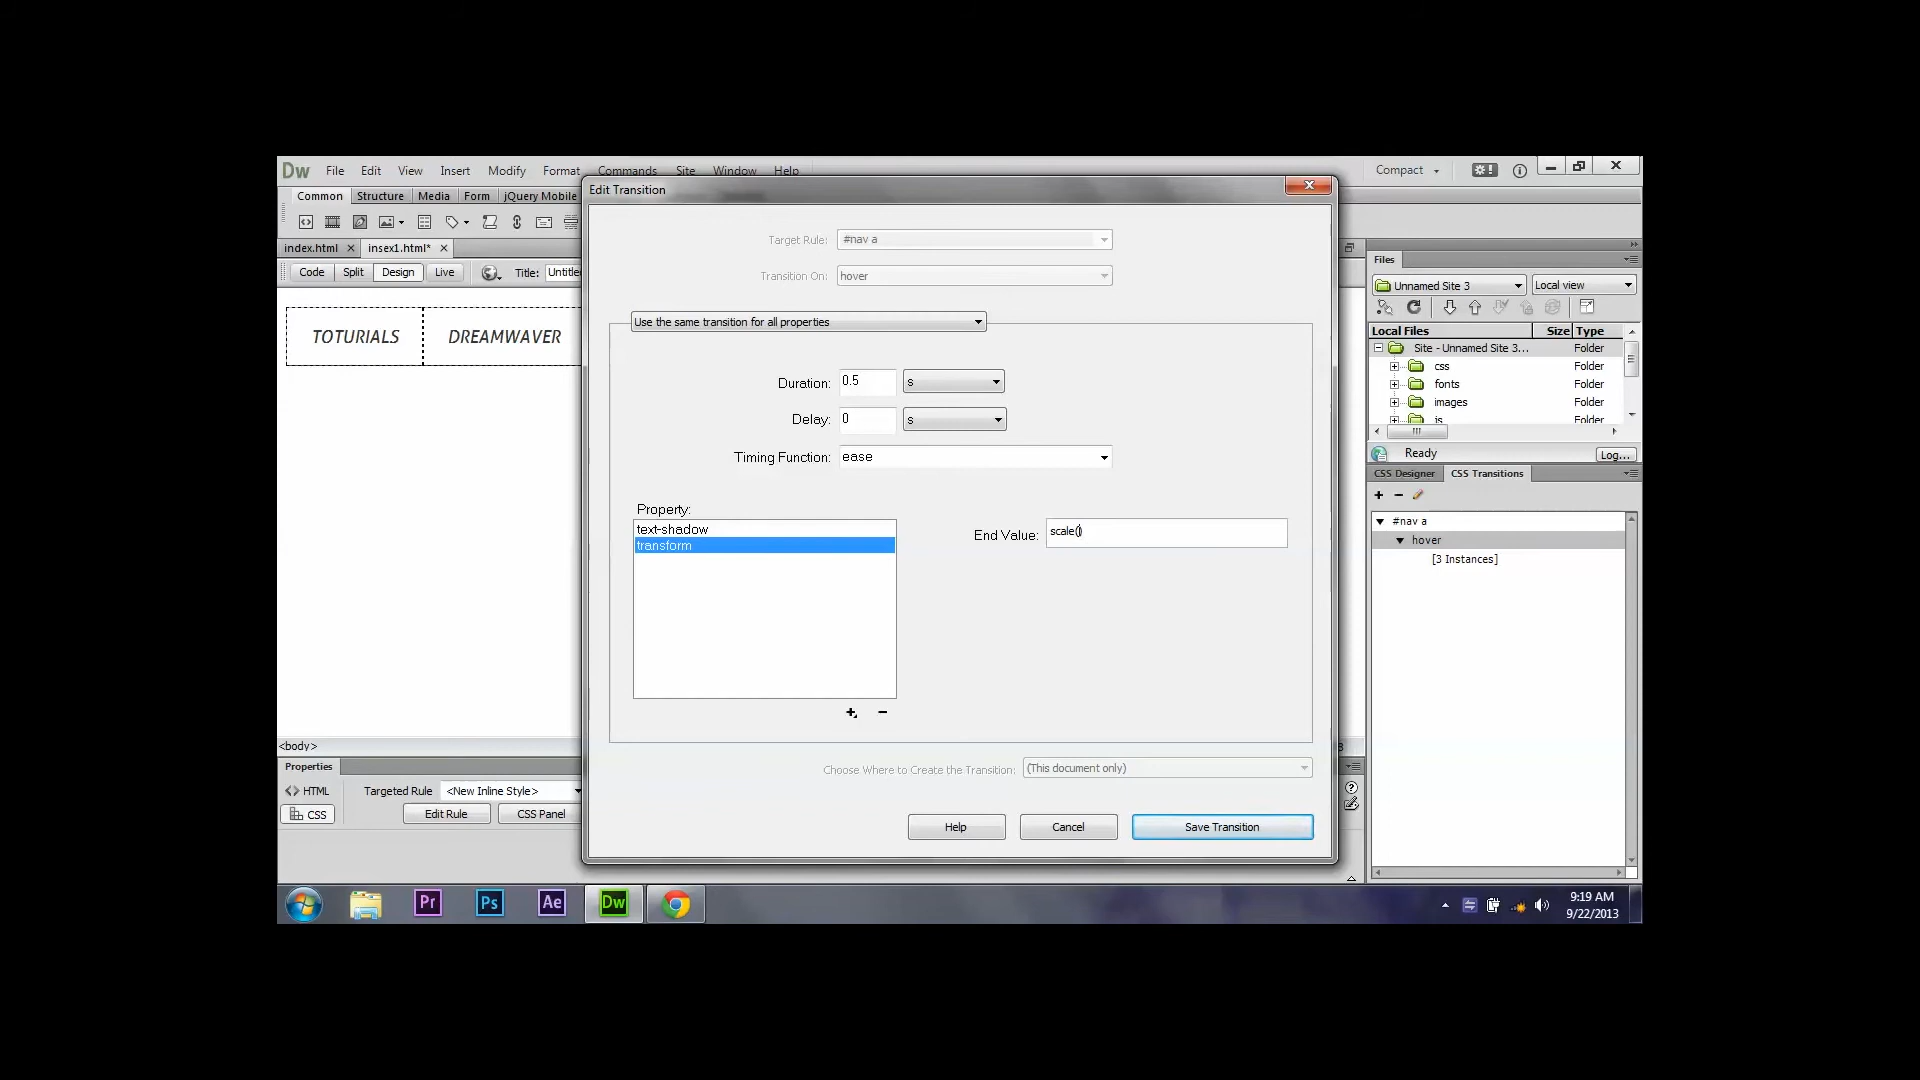 Dw File Edit View Insert Modify Format Commands Site Window Help Compact
Common Structure Media Form jQuery Mobile
index.html insex1.html*
Code Split Design Live Title:
TOTURIALS DREAMWAVER
<body>
Properties
<> HTML Targeted Rule <New Inline Style>
CSS Edit Rule CSS Panel
Edit Transition
Target Rule: #nav a
Transition On: hover
Use the same transition for all properties
Duration: 0.5 s
Delay: 0 s
Timing Function: ease
Property:
text-shadow
transform
End Value: scale()
Choose Where to Create the Transition: (This document only)
Help Cancel Save Transition
Files
Unnamed Site 3 Local view
Local Files Size Type
Site - Unnamed Site 3... Folder
css Folder
fonts Folder
images Folder
js Folder
Ready Log...
CSS Designer CSS Transitions
#nav a
hover
[3 Instances]
Pr Ps Ae Dw
9:19 AM
9/22/2013